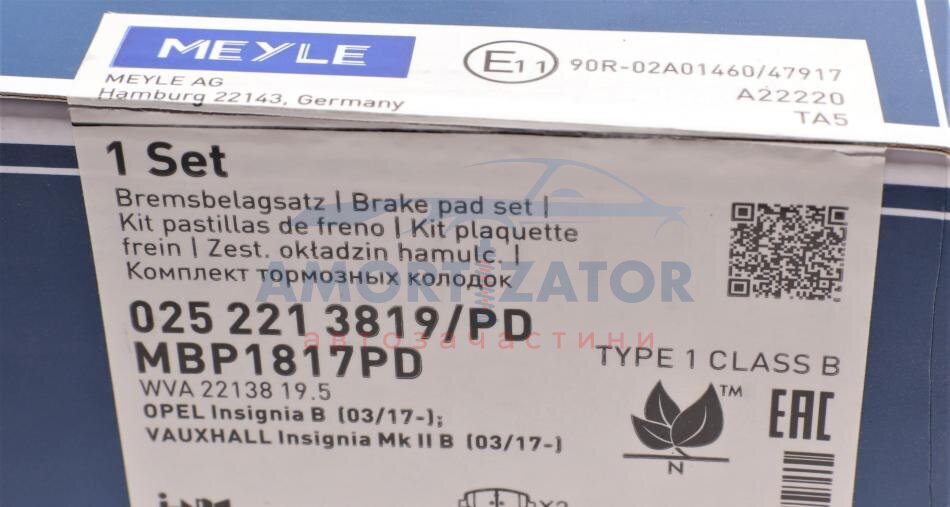 MEYLE
E11 90R-02A01460/47917
MEYLE AG
Hamburg 22143, Germany
A22220
TA5
1 Set
Bremsbelagsatz | Brake pad set |
Kit pastillas de freno | Kit plaquette
frein | Zest. okładzin hamulc. |
Комплект тормозных колодок
AMORTIZATOR
автозапчастини
025 221 3819/PD
MBP1817PD
WVA 22138 19.5
OPEL Insignia B (03/17-);
VAUXHALL Insignia Mk II B (03/17-)
TYPE 1 CLASS B
TM
N
EAC
X2